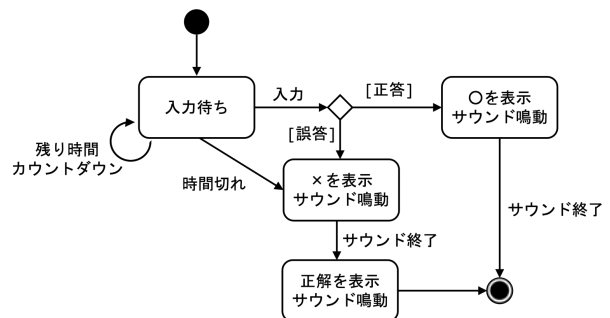 入力待ち
入力
[正答]
○を表示
サウンド鳴動
[誤答]
残り時間
カウントダウン
時間切れ
×を表示
サウンド鳴動
サウンド終了
サウンド終了
正解を表示
サウンド鳴動